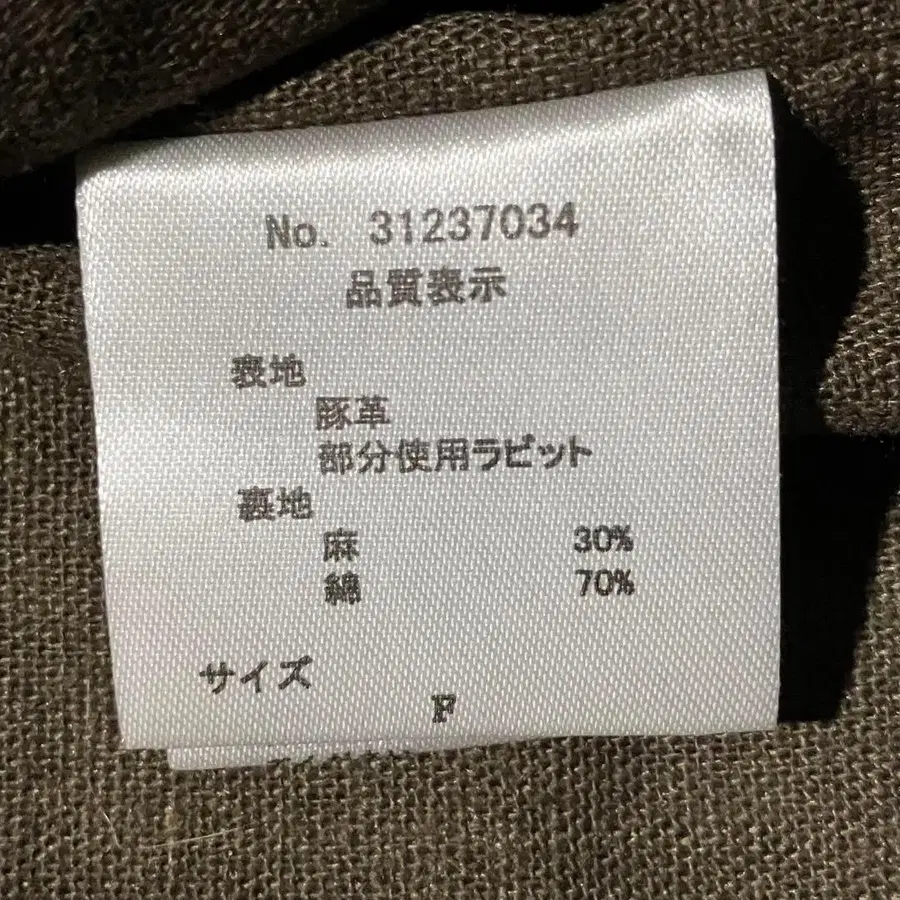 No. 31237034
品質表示
表地
豚革
部分使用ラビット
裏地
麻 30%
綿 70%
サイズ
F